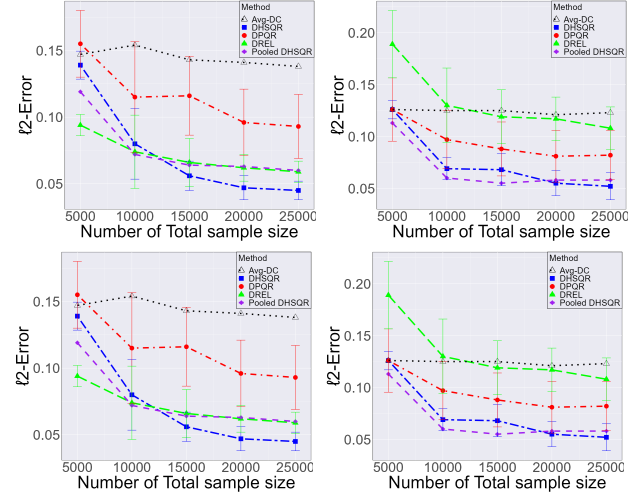 Method
Avg-DC
DHSQR
DPQR
DREL
Pooled DHSQR
ℓ2-Error
0.15
0.10
0.05
5000 10000 15000 20000 25000
Number of Total sample size
Method
Avg-DC
DHSQR
DPQR
DREL
Pooled DHSQR
ℓ2-Error
0.20
0.15
0.10
0.05
5000 10000 15000 20000 25000
Number of Total sample size
Method
Avg-DC
DHSQR
DPQR
DREL
Pooled DHSQR
ℓ2-Error
0.15
0.10
0.05
5000 10000 15000 20000 25000
Number of Total sample size
Method
Avg-DC
DHSQR
DPQR
DREL
Pooled DHSQR
ℓ2-Error
0.20
0.15
0.10
0.05
5000 10000 15000 20000 25000
Number of Total sample size